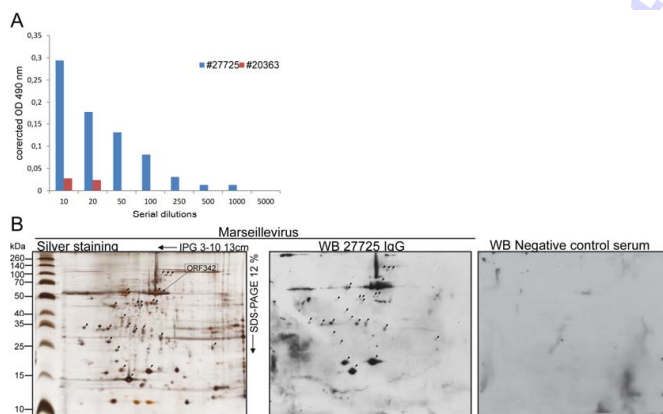 A
0,35
0,3
0,25
0,2
0,15
0,1
0,05
0
corercted OD 490 nm
#27725 #20363
10 20 50 100 250 500 1000 5000
Serial dilutions
B
Marseillevirus
kDa Silver staining ← IPG 3-10 13cm WB 27725 IgG WB Negative control serum
260
140
100
70
50
40
35
25
15
10
ORF342
SDS-PAGE 12 %